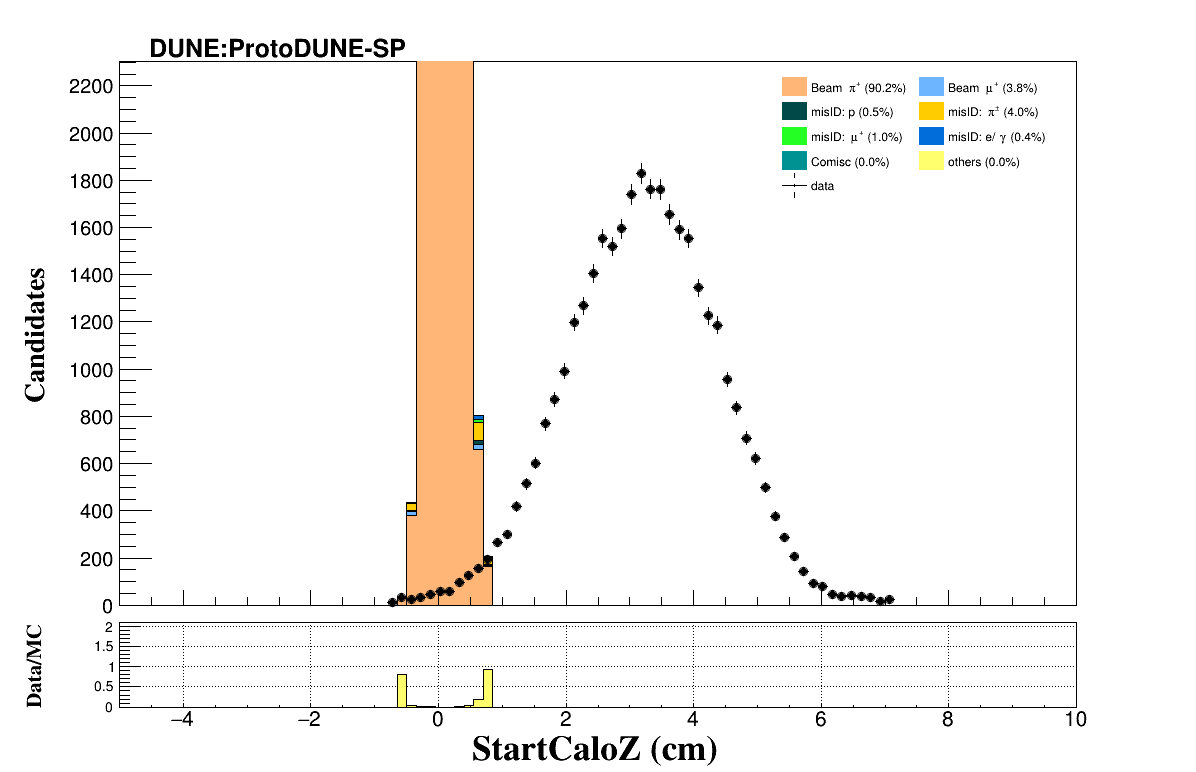 DUNE:ProtoDUNE-SP
Candidates
2200
2000
1800
1600
1400
1200
1000
800
600
400
200
0
Beam π⁺ (90.2%)
Beam μ⁺ (3.8%)
misID: p (0.5%)
misID: π± (4.0%)
misID: μ⁺ (1.0%)
misID: e/ γ (0.4%)
Comisc (0.0%)
others (0.0%)
data
Data/MC
2
1.5
1
0.5
0
−4 −2 0 2 4 6 8 10
StartCaloZ (cm)